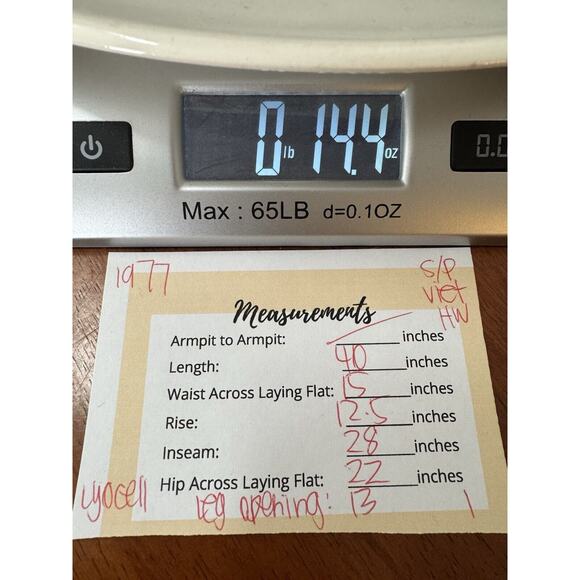 0 lb 14.4 oz
0.0
Max : 65LB d=0.1OZ
1977
S/P
Viet
HW
Measurements
Armpit to Armpit: inches
Length: 40 inches
Waist Across Laying Flat: 15 inches
Rise: 12.5 inches
Inseam: 28 inches
Hip Across Laying Flat: 22 inches
Lyocell
leg opening: 13
1